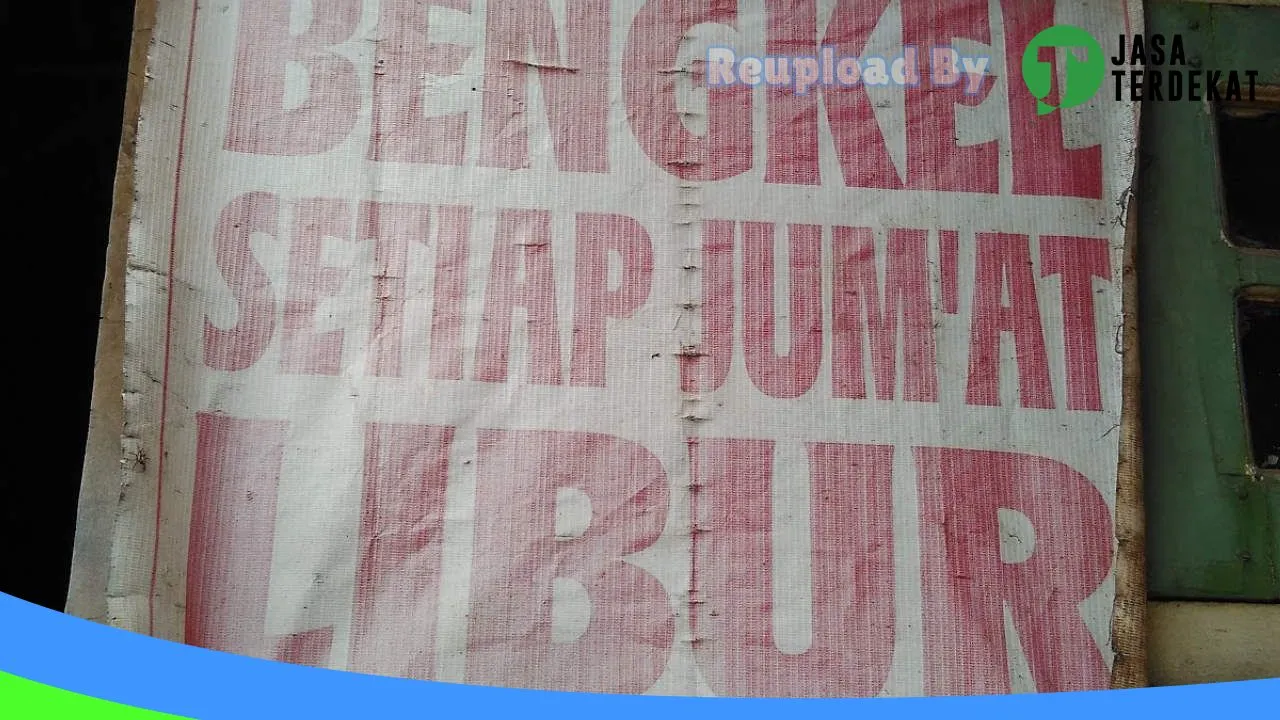 BENGKEL
Reupload By
JASA
TERDEKAT
SETIAP JUM'AT
LIBUR